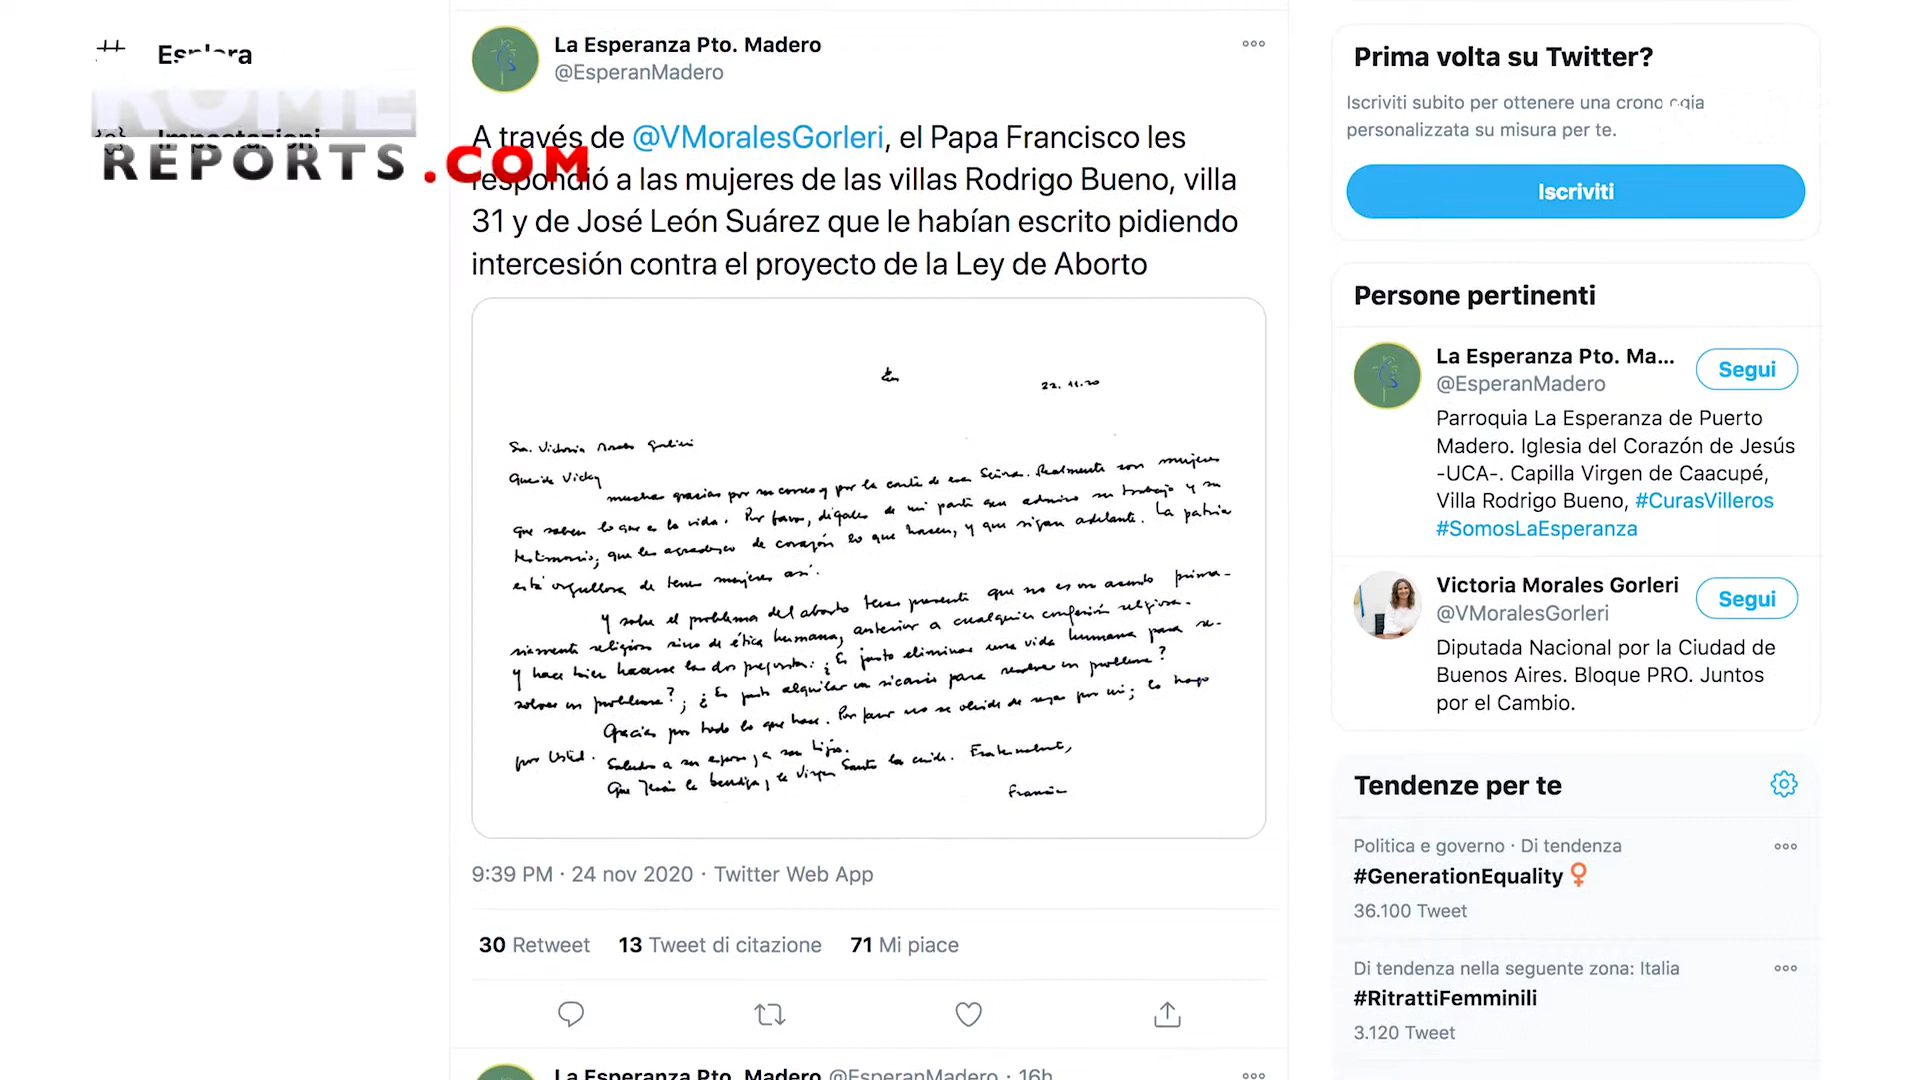 Esplora
Impostazioni
ROME
REPORTS.COM
La Esperanza Pto. Madero
@EsperanMadero
A través de @VMoralesGorleri, el Papa Francisco les
respondió a las mujeres de las villas Rodrigo Bueno, villa
31 y de José León Suárez que le habían escrito pidiendo
intercesión contra el proyecto de la Ley de Aborto
22.11.20
Sra. Victoria Morales Gorleri
Querida Vicky
muchas gracias por su correo y por la carta de esas Señoras. Realmente son mujeres
que saben lo que es la vida. Por favor, dígales de mi parte que admiro su trabajo y su
testimonio; que les agradezco de corazón lo que hacen, y que sigan adelante. La patria
está orgullosa de tener mujeres así.
Y sobre el problema del aborto tener presente que no es un asunto prima-
riamente religioso sino de ética humana, anterior a cualquier confesión religiosa.
Y hace bien hacerse las dos preguntas: ¿Es justo eliminar una vida humana para re-
solver un problema?; ¿Es justo alquilar un sicario para resolver un problema?
Gracias por todo lo que hace. Por favor no se olvide de rezar por mi; lo hago
por Usted. Saludos a su esposo, a sus hijos.
Que Jesús la bendiga y la Virgen Santa la cuide. Fraternalmente,
Francisco
9:39 PM · 24 nov 2020 · Twitter Web App
30 Retweet 13 Tweet di citazione 71 Mi piace
La Esperanza Pto. Madero @EsperanMadero · 16h
Prima volta su Twitter?
Iscriviti subito per ottenere una cronologia
personalizzata su misura per te.
Iscriviti
Persone pertinenti
La Esperanza Pto. Ma...
@EsperanMadero
Segui
Parroquia La Esperanza de Puerto
Madero. Iglesia del Corazón de Jesús
-UCA-. Capilla Virgen de Caacupé,
Villa Rodrigo Bueno, #CurasVilleros
#SomosLaEsperanza
Victoria Morales Gorleri
@VMoralesGorleri
Segui
Diputada Nacional por la Ciudad de
Buenos Aires. Bloque PRO. Juntos
por el Cambio.
Tendenze per te
Politica e governo · Di tendenza
#GenerationEquality
36.100 Tweet
Di tendenza nella seguente zona: Italia
#RitrattiFemminili
3.120 Tweet